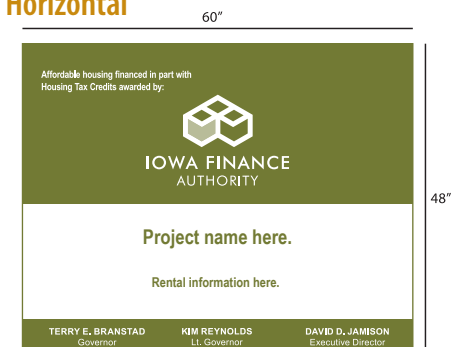 Horizontal
60"
Affordable housing financed in part with
Housing Tax Credits awarded by:
IOWA FINANCE
AUTHORITY
48"
Project name here.
Rental information here.
TERRY E. BRANSTAD KIM REYNOLDS DAVID D. JAMISON
Governor Lt. Governor Executive Director